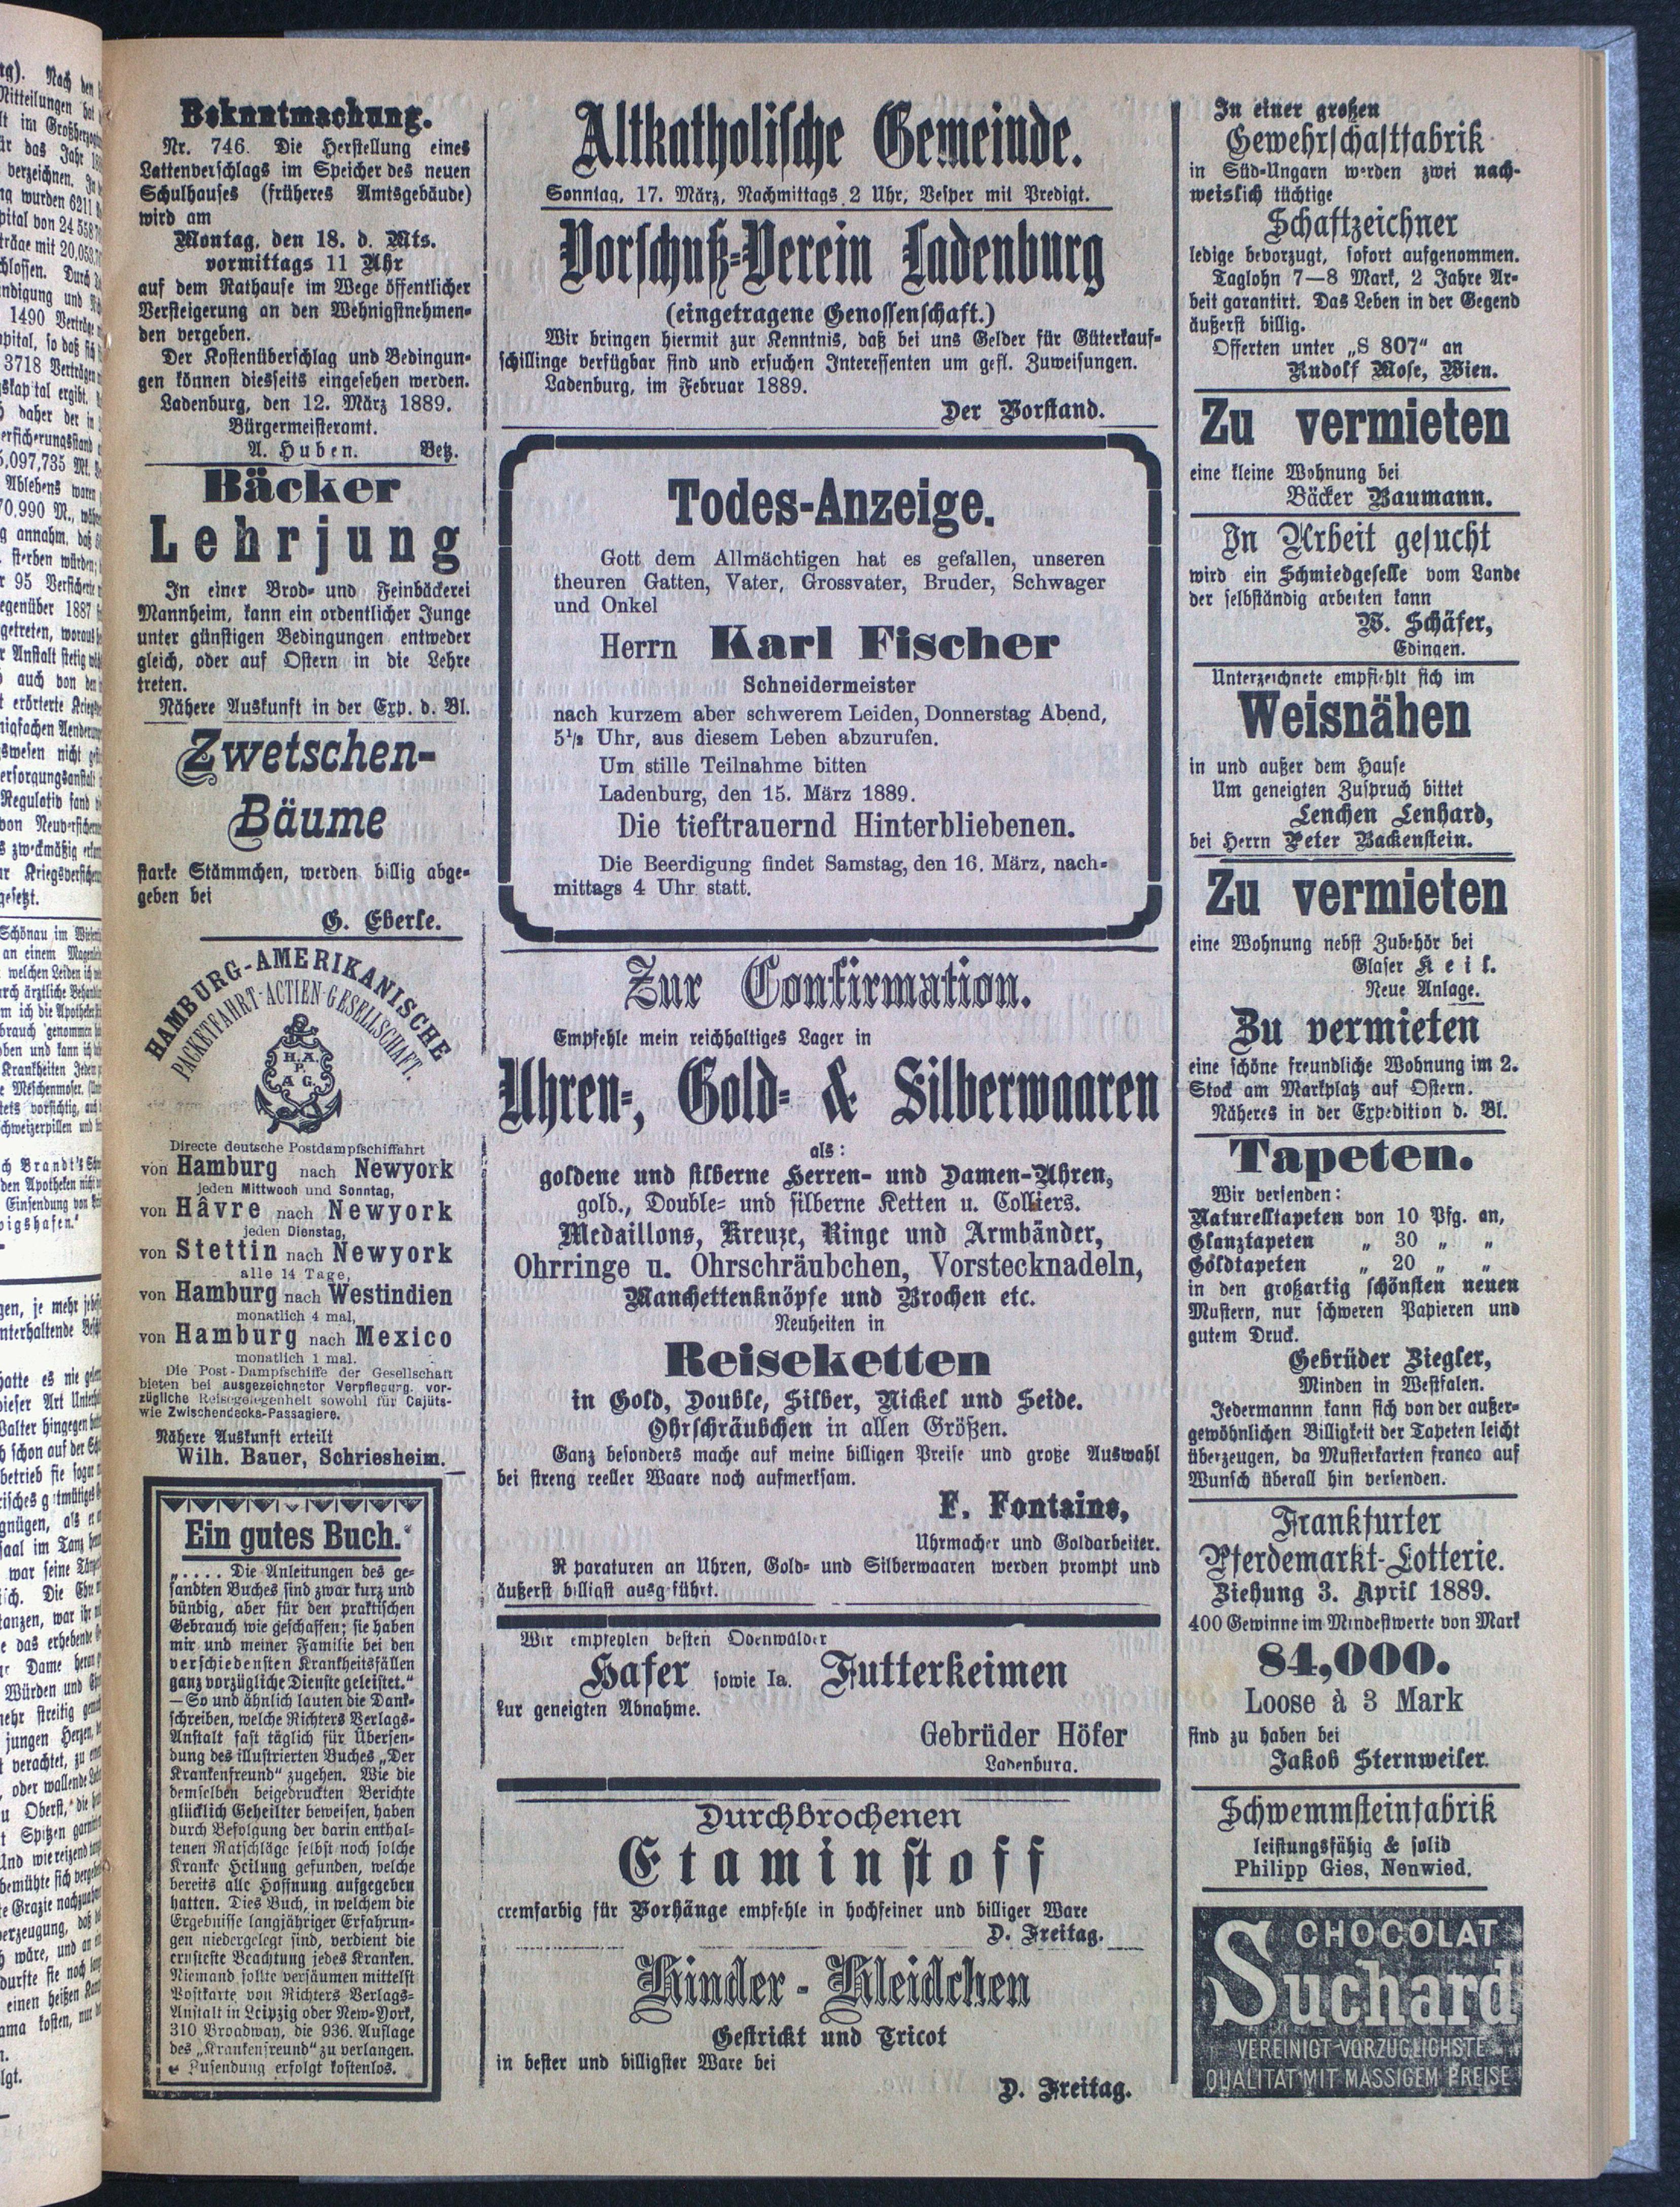 Bekanntmachung.
Nr. 746. Die Herstellung eines
Lattenverschlags im Speicher des neuen
Schulhauses (früheres Amtsgebäude)
wird am
Montag, den 18. d. Mts.
vormittags 11 Uhr
auf dem Rathause im Wege öffentlicher
Versteigerung an den Wehnigstnehmen-
den vergeben.
Der Kostenüberschlag und Bedingun-
gen können diesseits eingesehen werden.
Ladenburg, den 12. März 1889.
Bürgermeisteramt.
A. Huben. Betz.
Bäcker
Lehrjung
In einer Brod- und Feinbäckerei
Mannheim, kann ein ordentlicher Junge
unter günstigen Bedingungen entweder
gleich, oder auf Ostern in die Lehre
treten.
Nähere Auskunft in der Exp. d. Bl.
Zwetschen-
Bäume
starke Stämmchen, werden billig abge-
geben bei
G. Eberle.
HAMBURG-AMERIKANISCHE
PACKETFAHRT-ACTIEN-GESELLSCHAFT.
H. A.
P.
A. G.
Directe deutsche Postdampfschiffahrt
von Hamburg nach Newyork
jeden Mittwoch und Sonntag,
von Hâvre nach Newyork
jeden Dienstag,
von Stettin nach Newyork
alle 14 Tage,
von Hamburg nach Westindien
monatlich 4 mal,
von Hamburg nach Mexico
monatlich 1 mal.
Die Post-Dampfschiffe der Gesellschaft
bieten bei ausgezeichneter Verpflegung, vor-
zügliche Reisegelegenheit sowohl für Cajüts-
wie Zwischendecks-Passagiere.
Nähere Auskunft erteilt
Wilh. Bauer, Schriesheim.
Ein gutes Buch.
„.... Die Anleitungen des ge-
sandten Buches sind zwar kurz und
bündig, aber für den praktischen
Gebrauch wie geschaffen; sie haben
mir und meiner Familie bei den
verschiedensten Krankheitsfällen
ganz vorzügliche Dienste geleistet.“
— So und ähnlich lauten die Dank-
schreiben, welche Richters Verlags-
Anstalt fast täglich für Übersen-
dung des illustrierten Buches „Der
Krankenfreund“ zugehen. Wie die
demselben beigedruckten Berichte
glücklich Geheilter beweisen, haben
durch Befolgung der darin enthal-
tenen Ratschläge selbst noch solche
Kranke Heilung gefunden, welche
bereits alle Hoffnung aufgegeben
hatten. Dies Buch, in welchem die
Ergebnisse langjähriger Erfahrun-
gen niedergelegt sind, verdient die
ernsteste Beachtung jedes Kranken.
Niemand sollte versäumen mittelst
Postkarte von Richters Verlags-
Anstalt in Leipzig oder New-York,
310 Broadway, die 936. Auflage
des „Krankenfreund“ zu verlangen.
Zusendung erfolgt kostenlos.
Altkatholische Gemeinde.
Sonntag, 17. März, Nachmittags 2 Uhr, Vesper mit Predigt.
Vorschuß-Verein Ladenburg
(eingetragene Genossenschaft.)
Wir bringen hiermit zur Kenntnis, daß bei uns Gelder für Güterkauf-
schillinge verfügbar sind und ersuchen Interessenten um gefl. Zuweisungen.
Ladenburg, im Februar 1889.
Der Vorstand.
Todes-Anzeige.
Gott dem Allmächtigen hat es gefallen, unseren
theuren Gatten, Vater, Grossvater, Bruder, Schwager
und Onkel
Herrn Karl Fischer
Schneidermeister
nach kurzem aber schwerem Leiden, Donnerstag Abend,
5½ Uhr, aus diesem Leben abzurufen.
Um stille Teilnahme bitten
Ladenburg, den 15. März 1889.
Die tieftrauernd Hinterbliebenen.
Die Beerdigung findet Samstag, den 16. März, nach-
mittags 4 Uhr statt.
Zur Confirmation.
Empfehle mein reichhaltiges Lager in
Uhren-, Gold- & Silberwaaren
als:
goldene und silberne Herren- und Damen-Uhren,
gold., Double- und silberne Ketten u. Colliers.
Medaillons, Kreuze, Ringe und Armbänder,
Ohrringe u. Ohrschräubchen, Vorstecknadeln,
Manchettenknöpfe und Brochen etc.
Neuheiten in
Reiseketten
in Gold, Double, Silber, Nickel und Seide.
Ohrschräubchen in allen Größen.
Ganz besonders mache auf meine billigen Preise und große Auswahl
bei streng reeller Waare noch aufmerksam.
F. Fontaine,
Uhrmacher und Goldarbeiter.
R paraturen an Uhren, Gold- und Silberwaaren werden prompt und
äußerst billigst ausg führt.
Wir empfehlen besten Odenwälder
Hafer sowie Ia. Futterkeimen
zur geneigten Abnahme.
Gebrüder Höfer
Ladenburg.
Durchbrochenen
Etaminstoff
cremfarbig für Vorhänge empfehle in hochfeiner und billiger Ware
D. Freitag.
Kinder-Kleidchen
Gestrickt und Tricot
in bester und billigster Ware bei
D. Freitag.
In einer großen
Gewehrschaftfabrik
in Süd-Ungarn werden zwei nach-
weislich tüchtige
Schaftzeichner
ledige bevorzugt, sofort aufgenommen.
Taglohn 7—8 Mark, 2 Jahre Ar-
beit garantirt. Das Leben in der Gegend
äußerst billig.
Offerten unter „S 807“ an
Rudolf Mose, Wien.
Zu vermieten
eine kleine Wohnung bei
Bäcker Baumann.
In Arbeit gesucht
wird ein Schmiedgeselle vom Lande
der selbständig arbeiten kann
W. Schäfer,
Edingen.
Unterzeichnete empfiehlt sich im
Weisnähen
in und außer dem Hause
Um geneigten Zuspruch bittet
Lenchen Lenhard,
bei Herrn Peter Backenstein.
Zu vermieten
eine Wohnung nebst Zubehör bei
Glaser Keil.
Neue Anlage.
Zu vermieten
eine schöne freundliche Wohnung im 2.
Stock am Marktplatz auf Ostern.
Näheres in der Expedition d. Bl.
Tapeten.
Wir versenden:
Naturelltapeten von 10 Pfg. an,
Glanztapeten „ 30 „ „
Goldtapeten „ 20 „ „
in den großartig schönsten neuen
Mustern, nur schweren Papieren und
gutem Druck.
Gebrüder Ziegler,
Minden in Westfalen.
Jedermannn kann sich von der außer-
gewöhnlichen Billigkeit der Tapeten leicht
überzeugen, da Musterkarten franco auf
Wunsch überall hin versenden.
Frankfurter
Pferdemarkt-Lotterie.
Ziehung 3. April 1889.
400 Gewinne im Mindestwerte von Mark
84,000.
Loose à 3 Mark
sind zu haben bei
Jakob Sternweiler.
Schwemmsteinfabrik
leistungsfähig & solid
Philipp Gies, Nenwied.
CHOCOLAT
Suchard
VEREINIGT VORZÜGLICHSTE
QUALITÄT MIT MÄSSIGEM PREISE